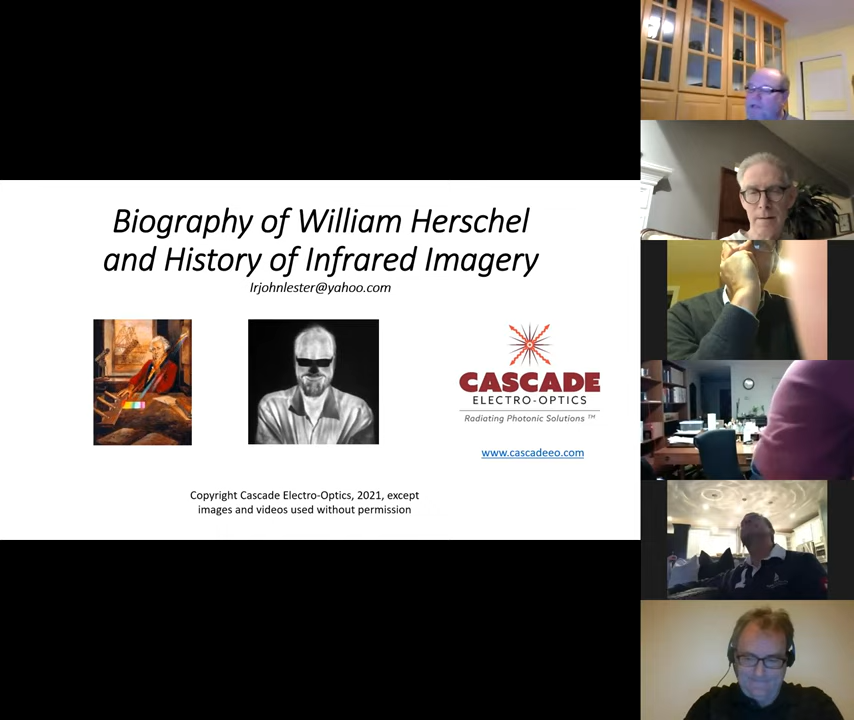 Biography of William Herschel
and History of Infrared Imagery
Irjohnlester@yahoo.com
CASCADE
ELECTRO-OPTICS
Radiating Photonic Solutions ™
www.cascadeeo.com
Copyright Cascade Electro-Optics, 2021, except
images and videos used without permission